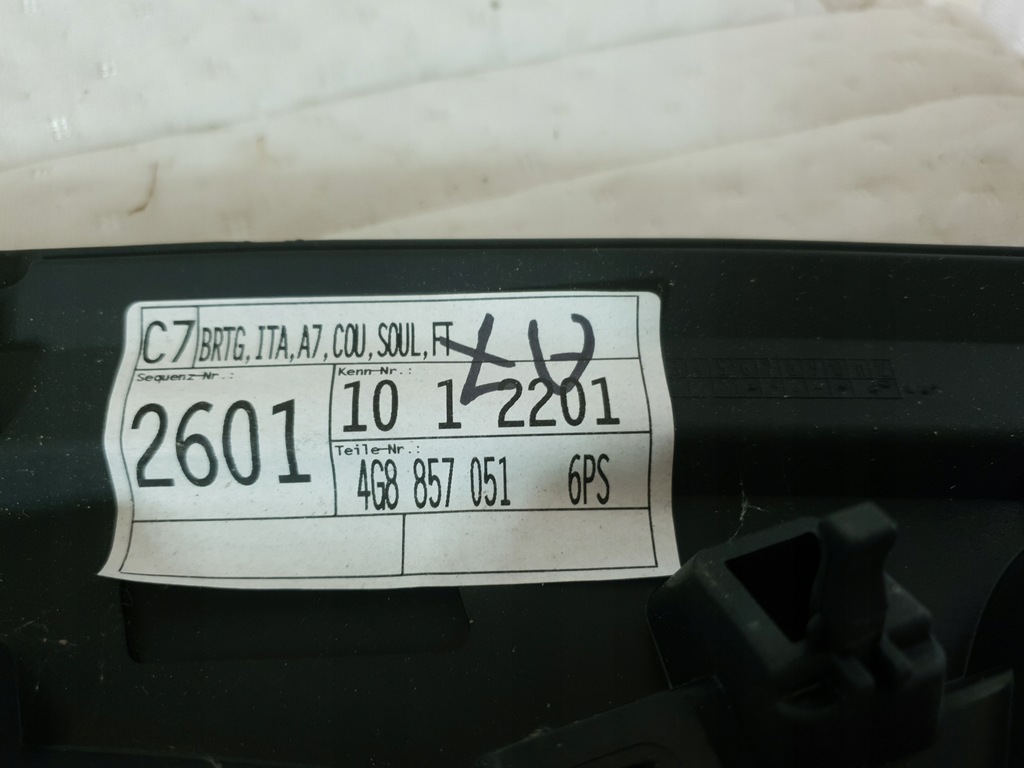 C7 BRTG, ITA, A7, COU, SOUL, FT
A7
Sequenz Nr.:
2601
Kenn Nr.:
10 1 2201
Teile Nr.:
4G8 857 051 6PS